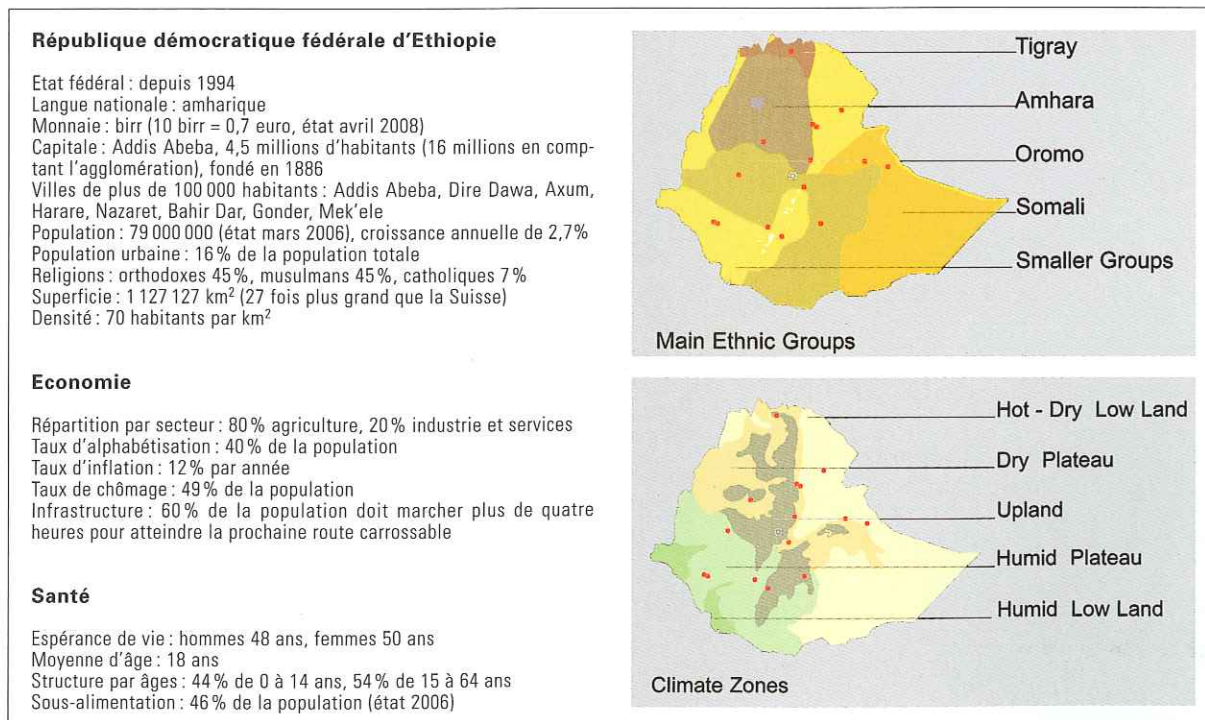 République démocratique fédérale d'Ethiopie
Etat fédéral : depuis 1994
Langue nationale : amharique
Monnaie : birr (10 birr = 0,7 euro, état avril 2008)
Capitale : Addis Abeba, 4,5 millions d'habitants (16 millions en comp-
tant l'agglomération), fondé en 1886
Villes de plus de 100 000 habitants : Addis Abeba, Dire Dawa, Axum,
Harare, Nazaret, Bahir Dar, Gonder, Mek'ele
Population : 79 000 000 (état mars 2006), croissance annuelle de 2,7%
Population urbaine : 16 % de la population totale
Religions : orthodoxes 45 %, musulmans 45 %, catholiques 7 %
Superficie : 1 127 127 km² (27 fois plus grand que la Suisse)
Densité : 70 habitants par km²
Economie
Répartition par secteur : 80 % agriculture, 20 % industrie et services
Taux d'alphabétisation : 40 % de la population
Taux d'inflation : 12 % par année
Taux de chômage : 49 % de la population
Infrastructure : 60 % de la population doit marcher plus de quatre
heures pour atteindre la prochaine route carrossable
Santé
Espérance de vie : hommes 48 ans, femmes 50 ans
Moyenne d'âge : 18 ans
Structure par âges : 44 % de 0 à 14 ans, 54 % de 15 à 64 ans
Sous-alimentation : 46 % de la population (état 2006)
Tigray
Amhara
Oromo
Somali
Smaller Groups
Main Ethnic Groups
Hot - Dry Low Land
Dry Plateau
Upland
Humid Plateau
Humid Low Land
Climate Zones